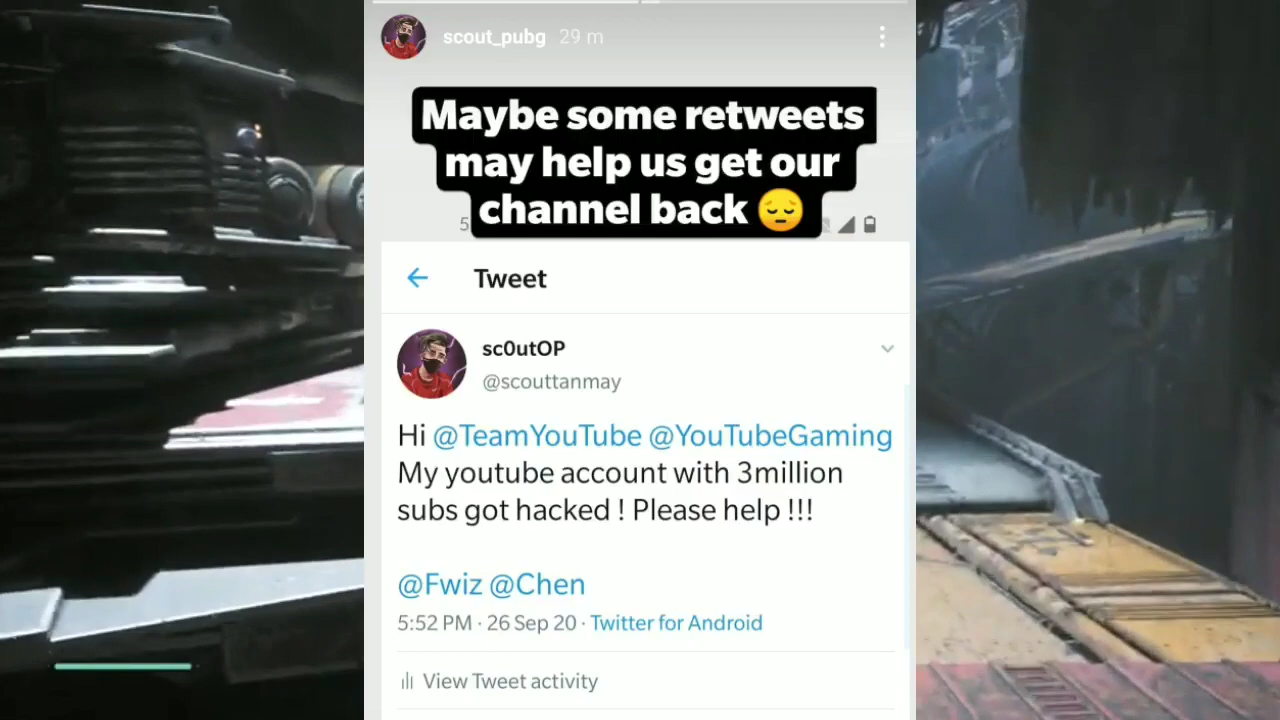 scout_pubg 29 m
Maybe some retweets
may help us get our
channel back 😔
5
Tweet
sc0utOP
@scouttanmay
Hi @TeamYouTube @YouTubeGaming
My youtube account with 3million
subs got hacked ! Please help !!!
@Fwiz @Chen
5:52 PM · 26 Sep 20 · Twitter for Android
View Tweet activity